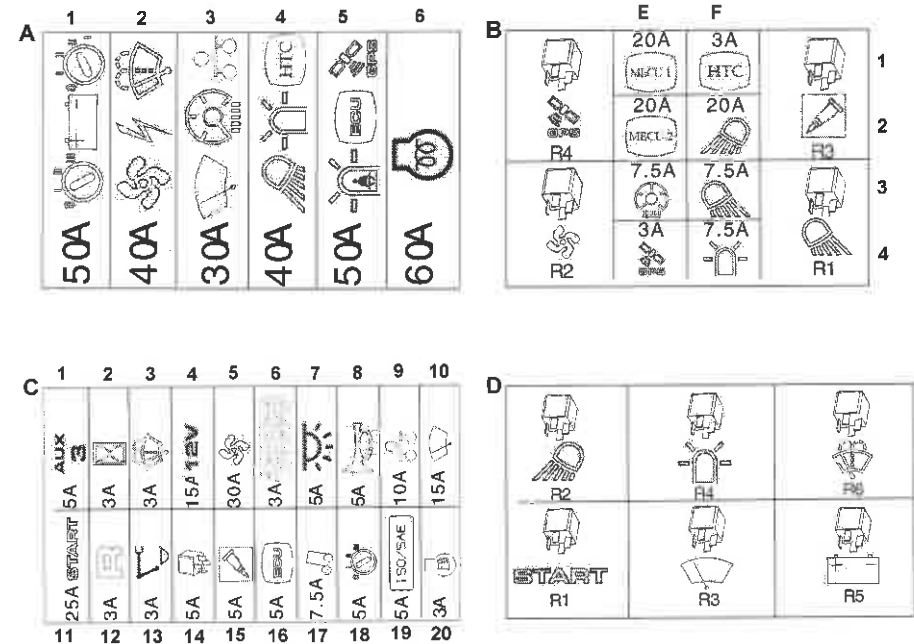 A
1 2 3 4 5 6
HTC GPS
ECU
50A 40A 30A 40A 50A 60A
B
E F
20A 3A
MECU-1 HTC 1
20A 20A
GPS MECU-2 2
R4 R3
7.5A 7.5A 3
3A 7.5A
R2 GPS R1 4
C
1 2 3 4 5 6 7 8 9 10
AUX 3 12V
5A 3A 3A 15A 30A 3A 5A 5A 10A 15A
START R ECU ISO/SAE
25A 3A 3A 5A 5A 5A 7.5A 5A 5A 3A
11 12 13 14 15 16 17 18 19 20
D
R2 R4 R6
START
R1 R3 R5